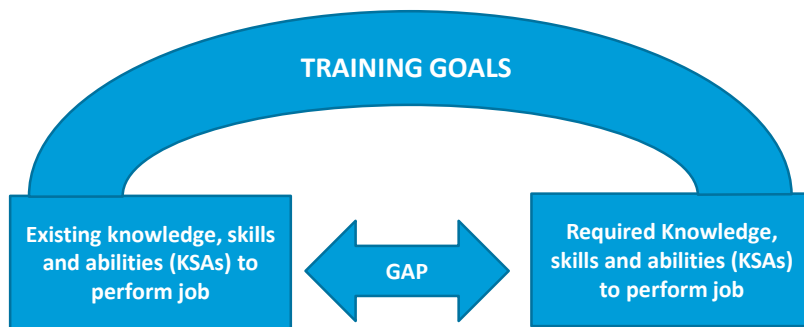 TRAINING GOALS
Existing knowledge, skills
and abilities (KSAs) to
perform job
GAP
Required Knowledge,
skills and abilities (KSAs)
to perform job